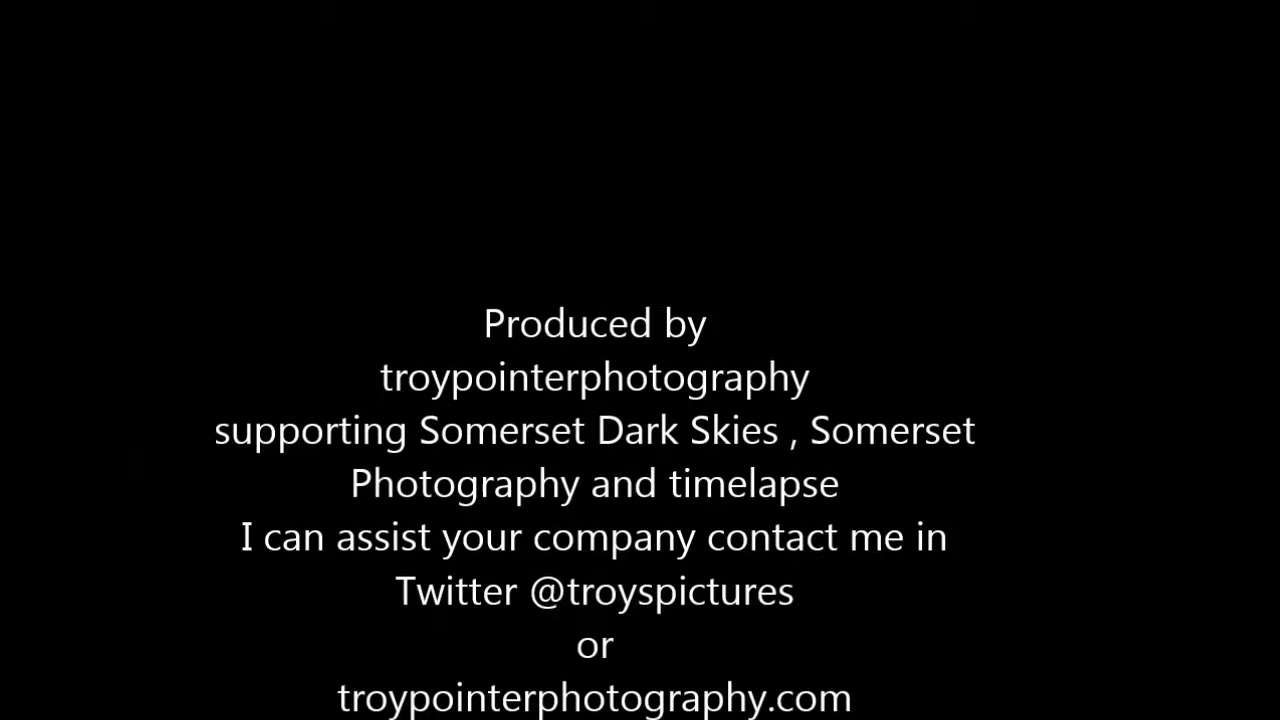 Produced by
troypointerphotography
supporting Somerset Dark Skies , Somerset
Photography and timelapse
I can assist your company contact me in
Twitter @troyspictures
or
troypointerphotography.com